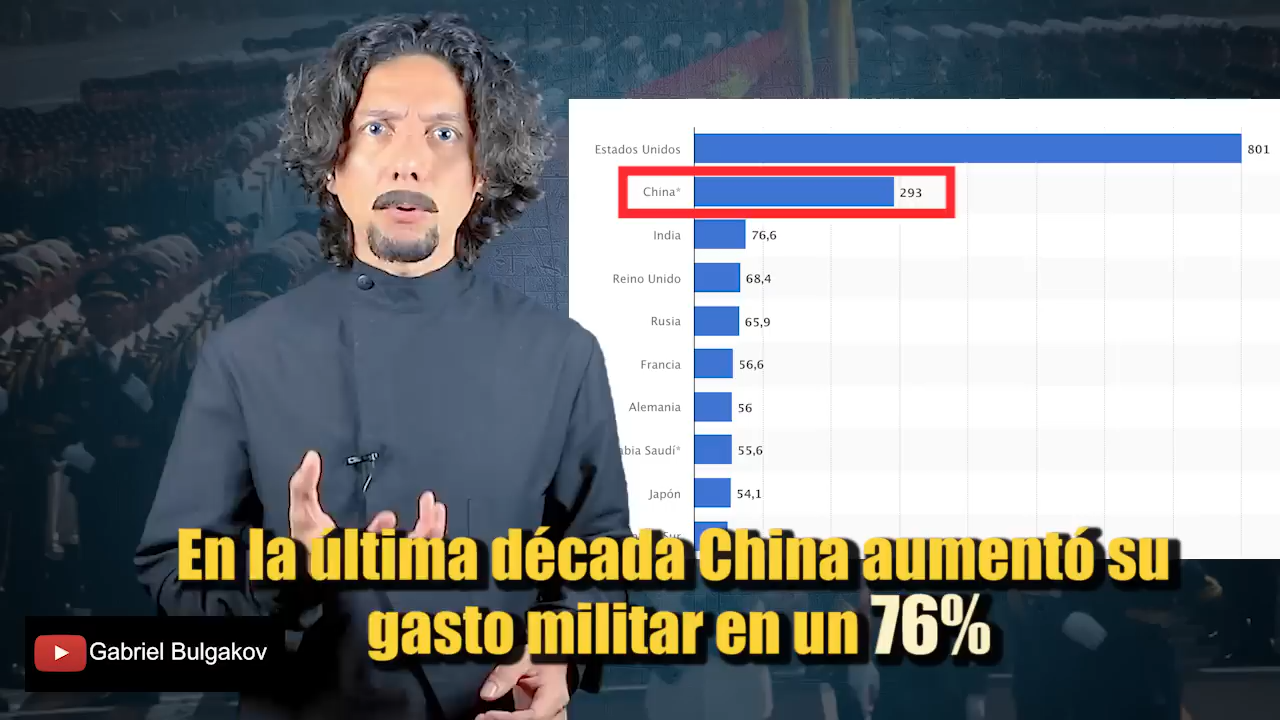 Estados Unidos 801
China* 293
India 76,6
Reino Unido 68,4
Rusia 65,9
Francia 56,6
Alemania 56
Saudí* 55,6
Japón 54,1
En la última década China aumentó su
gasto militar en un 76%
Gabriel Bulgakov